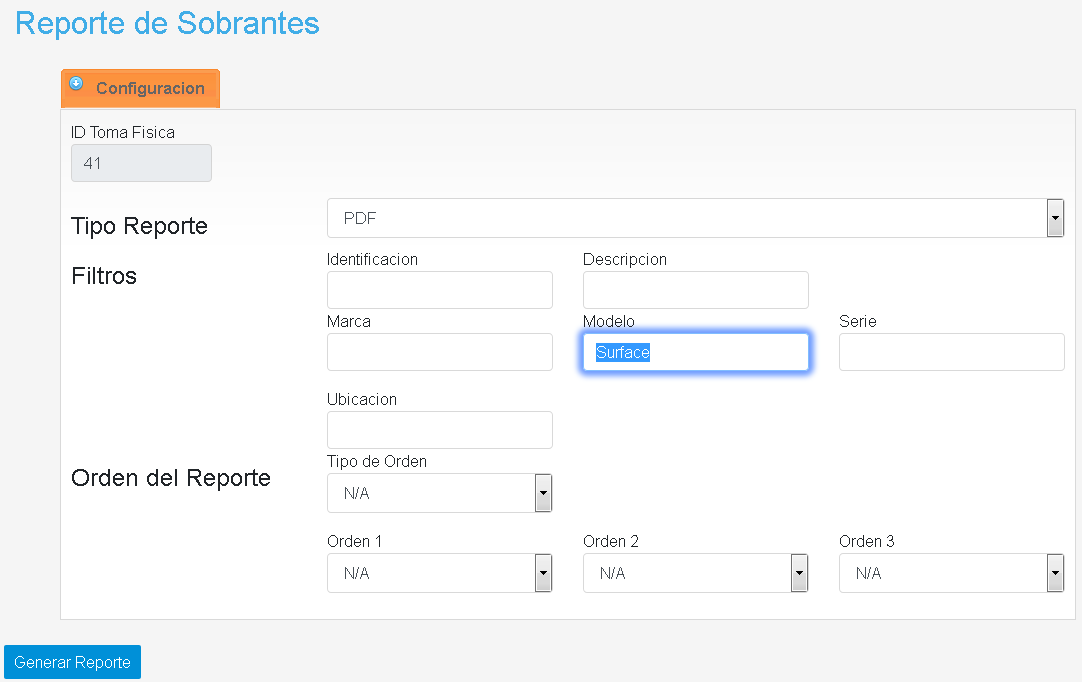 Reporte de Sobrantes
Configuracion
ID Toma Fisica
41
Tipo Reporte
PDF
Filtros
Identificacion
Descripcion
Marca
Modelo
Serie
Surface
Ubicacion
Orden del Reporte
Tipo de Orden
N/A
Orden 1
Orden 2
Orden 3
N/A
N/A
N/A
Generar Reporte